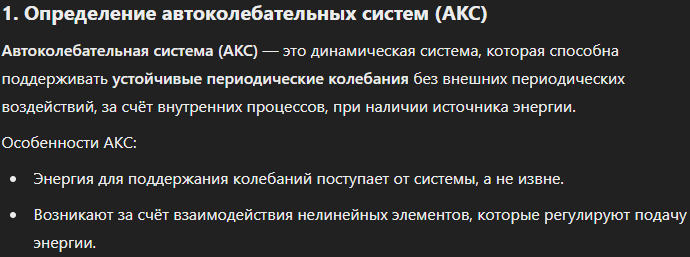 1. Определение автоколебательных систем (АКС)
Автоколебательная система (АКС) — это динамическая система, которая способна
поддерживать устойчивые периодические колебания без внешних периодических
воздействий, за счёт внутренних процессов, при наличии источника энергии.
Особенности АКС:
• Энергия для поддержания колебаний поступает от системы, а не извне.
• Возникают за счёт взаимодействия нелинейных элементов, которые регулируют подачу
энергии.